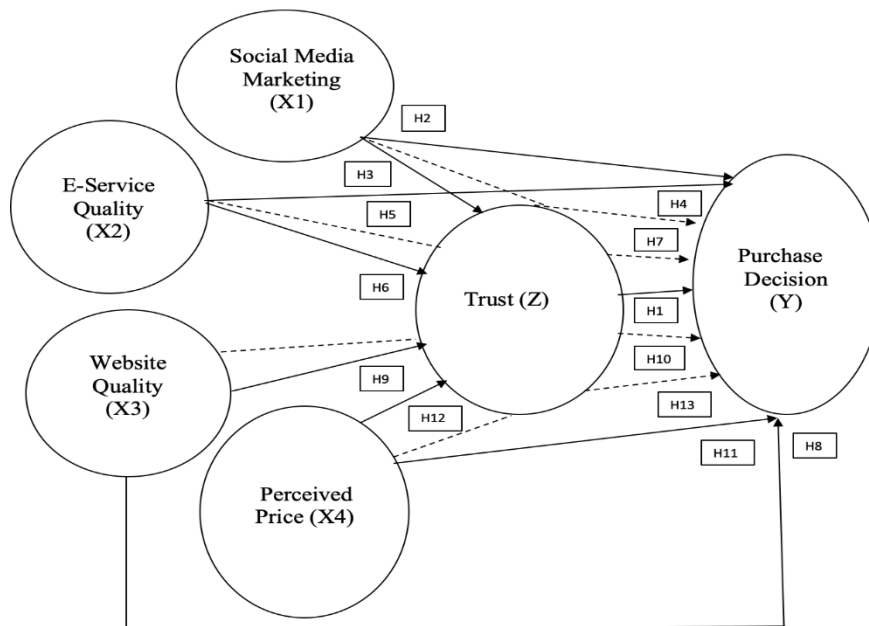 Social Media
Marketing
(X1)
H2
H3
E-Service
Quality
(X2)
H5
H4
H7
H6
Trust (Z)
Purchase
Decision
(Y)
H1
H10
Website
Quality
(X3)
H9
H13
H12
H11
H8
Perceived
Price (X4)